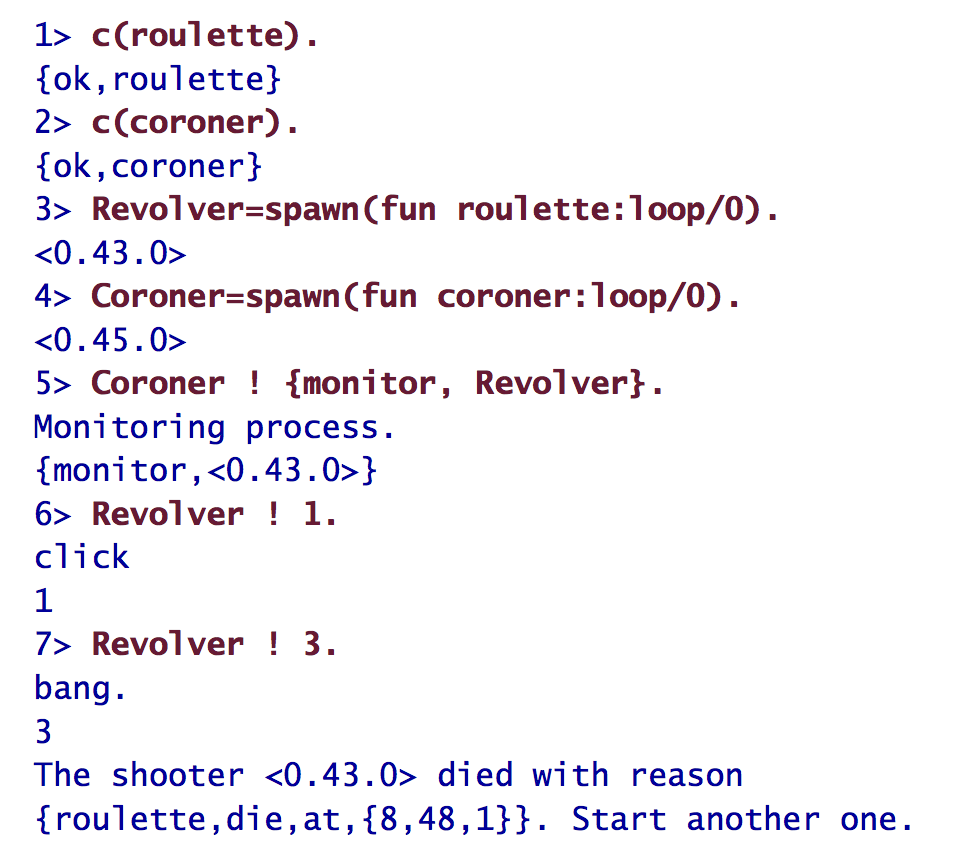 1> c(roulette).
{ok,roulette}
2> c(coroner).
{ok,coroner}
3> Revolver=spawn(fun roulette:loop/0).
<0.43.0>
4> Coroner=spawn(fun coroner:loop/0).
<0.45.0>
5> Coroner ! {monitor, Revolver}.
Monitoring process.
{monitor,<0.43.0>}
6> Revolver ! 1.
click
1
7> Revolver ! 3.
bang.
3
The shooter <0.43.0> died with reason
{roulette,die,at,{8,48,1}}. Start another one.